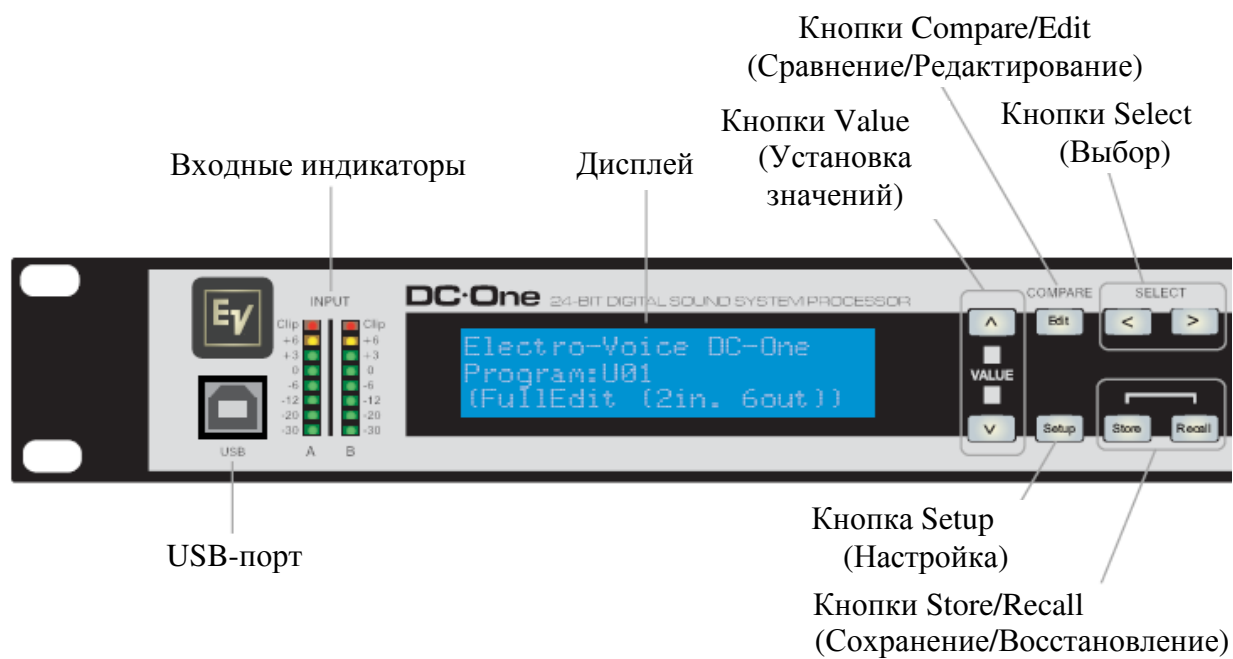 Кнопки Compare/Edit
(Сравнение/Редактирование)
Кнопки Value
(Установка
значений)
Кнопки Select
(Выбор)
Входные индикаторы
Дисплей
EV
INPUT
Clip Clip
+6 +6
+3 +3
0 0
-6 -6
-12 -12
-20 -20
-30 -30
A B
USB
DC·One 24-BIT DIGITAL SOUND SYSTEM PROCESSOR
Electro-Voice DC-One
Program:U01
(FullEdit (2in. 6out))
COMPARE
SELECT
^ Edit < >
VALUE
v Setup Store Recall
USB-порт
Кнопка Setup
(Настройка)
Кнопки Store/Recall
(Сохранение/Восстановление)